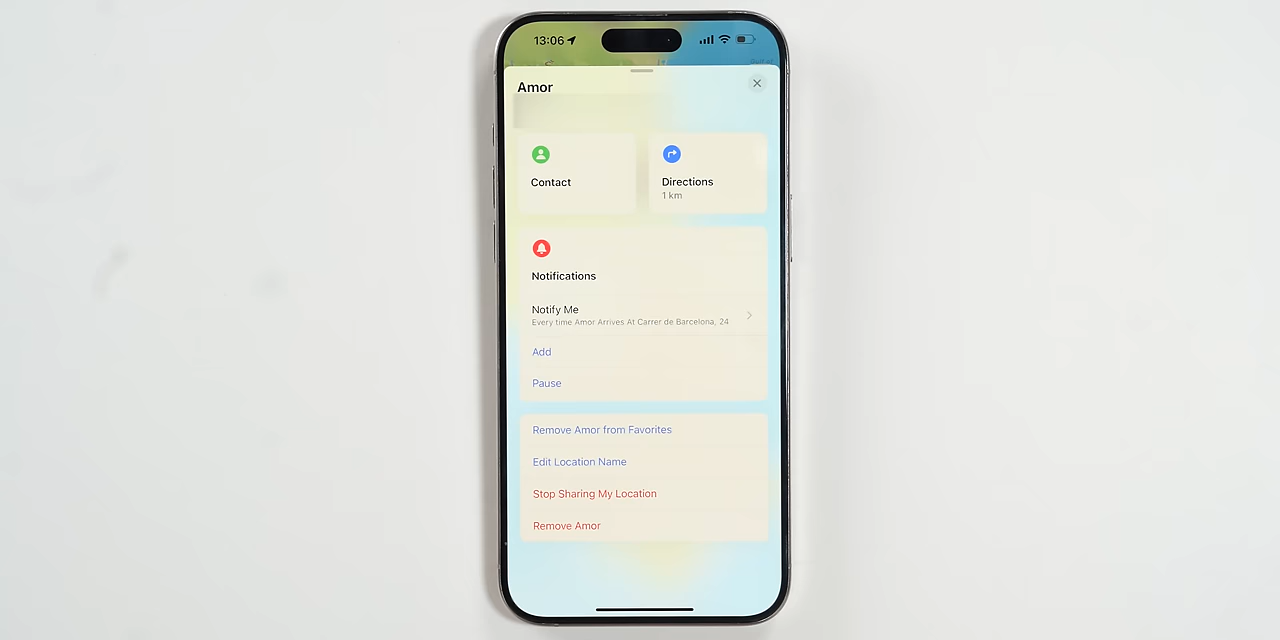 13:06
Amor
Contact
Directions
1 km
Notifications
Notify Me
Every time Amor Arrives At Carrer de Barcelona, 24
Add
Pause
Remove Amor from Favorites
Edit Location Name
Stop Sharing My Location
Remove Amor